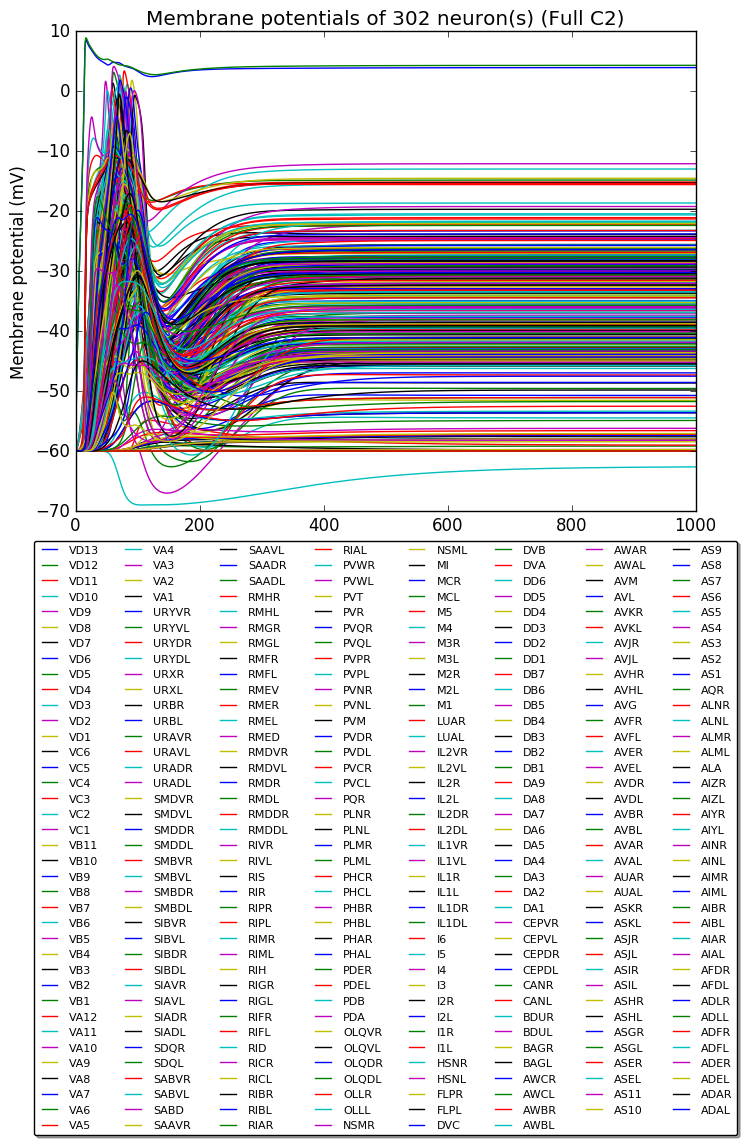 Membrane potentials of 302 neuron(s) (Full C2)
Membrane potential (mV)
10
0
−10
−20
−30
−40
−50
−60
−70
0 200 400 600 800 1000
VD13
VD12
VD11
VD10
VD9
VD8
VD7
VD6
VD5
VD4
VD3
VD2
VD1
VC6
VC5
VC4
VC3
VC2
VC1
VB11
VB10
VB9
VB8
VB7
VB6
VB5
VB4
VB3
VB2
VB1
VA12
VA11
VA10
VA9
VA8
VA7
VA6
VA5
VA4
VA3
VA2
VA1
URYVR
URYVL
URYDR
URYDL
URXR
URXL
URBR
URBL
URAVR
URAVL
URADR
URADL
SMDVR
SMDVL
SMDDR
SMDDL
SMBVR
SMBVL
SMBDR
SMBDL
SIBVR
SIBVL
SIBDR
SIBDL
SIAVR
SIAVL
SIADR
SIADL
SDQR
SDQL
SABVR
SABVL
SABD
SAAVR
SAAVL
SAADR
SAADL
RMHR
RMHL
RMGR
RMGL
RMFR
RMFL
RMEV
RMER
RMEL
RMED
RMDVR
RMDVL
RMDR
RMDL
RMDDR
RMDDL
RIVR
RIVL
RIS
RIR
RIPR
RIPL
RIMR
RIML
RIH
RIGR
RIGL
RIFR
RIFL
RID
RICR
RICL
RIBR
RIBL
RIAR
RIAL
PVWR
PVWL
PVT
PVR
PVQR
PVQL
PVPR
PVPL
PVNR
PVNL
PVM
PVDR
PVDL
PVCR
PVCL
PQR
PLNR
PLNL
PLMR
PLML
PHCR
PHCL
PHBR
PHBL
PHAR
PHAL
PDER
PDEL
PDB
PDA
OLQVR
OLQVL
OLQDR
OLQDL
OLLR
OLLL
NSMR
NSML
MI
MCR
MCL
M5
M4
M3R
M3L
M2R
M2L
M1
LUAR
LUAL
IL2VR
IL2VL
IL2R
IL2L
IL2DR
IL2DL
IL1VR
IL1VL
IL1R
IL1L
IL1DR
IL1DL
I6
I5
I4
I3
I2R
I2L
I1R
I1L
HSNR
HSNL
FLPR
FLPL
DVC
DVB
DVA
DD6
DD5
DD4
DD3
DD2
DD1
DB7
DB6
DB5
DB4
DB3
DB2
DB1
DA9
DA8
DA7
DA6
DA5
DA4
DA3
DA2
DA1
CEPVR
CEPVL
CEPDR
CEPDL
CANR
CANL
BDUR
BDUL
BAGR
BAGL
AWCR
AWCL
AWBR
AWBL
AWAR
AWAL
AVM
AVL
AVKR
AVKL
AVJR
AVJL
AVHR
AVHL
AVG
AVFR
AVFL
AVER
AVEL
AVDR
AVDL
AVBR
AVBL
AVAR
AVAL
AUAR
AUAL
ASKR
ASKL
ASJR
ASJL
ASIR
ASIL
ASHR
ASHL
ASGR
ASGL
ASER
ASEL
AS11
AS10
AS9
AS8
AS7
AS6
AS5
AS4
AS3
AS2
AS1
AQR
ALNR
ALNL
ALMR
ALML
ALA
AIZR
AIZL
AIYR
AIYL
AINR
AINL
AIMR
AIML
AIBR
AIBL
AIAR
AIAL
AFDR
AFDL
ADLR
ADLL
ADFR
ADFL
ADER
ADEL
ADAR
ADAL